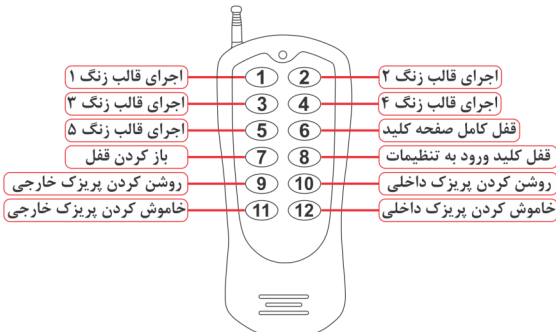 اجرای قالب زنگ ۱ 1 2 اجرای قالب زنگ ۲
اجرای قالب زنگ ۳ 3 4 اجرای قالب زنگ ۴
اجرای قالب زنگ ۵ 5 6 قفل کامل صفحه کلید
باز کردن قفل 7 8 قفل کلید ورود به تنظیمات
روشن کردن پریزک خارجی 9 10 روشن کردن پریزک داخلی
خاموش کردن پریزک خارجی 11 12 خاموش کردن پریزک داخلی